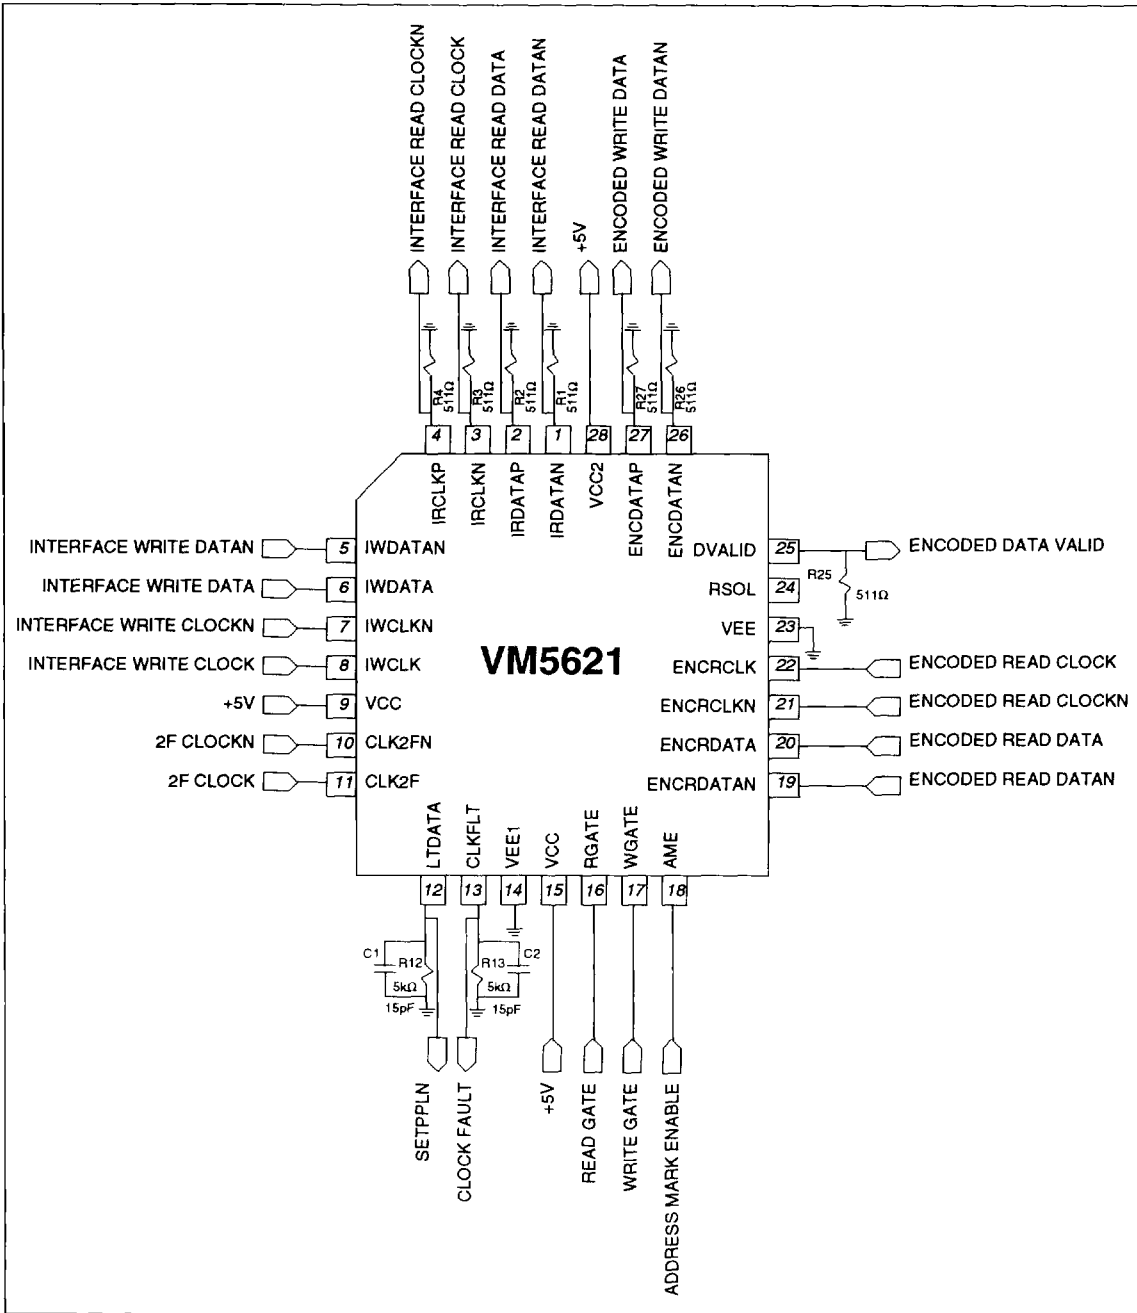 INTERFACE READ CLOCKN
INTERFACE READ CLOCK
INTERFACE READ DATA
INTERFACE READ DATAN
+5V
ENCODED WRITE DATA
ENCODED WRITE DATAN
R4
511Ω
R3
511Ω
R2
511Ω
R1
511Ω
R27
511Ω
R26
511Ω
4
3
2
1
28
27
26
IRCLKP
IRCLKN
IRDATAP
IRDATAN
VCC2
ENCDATAP
ENCDATAN
INTERFACE WRITE DATAN 5 IWDATAN
INTERFACE WRITE DATA 6 IWDATA
INTERFACE WRITE CLOCKN 7 IWCLKN
INTERFACE WRITE CLOCK 8 IWCLK
+5V 9 VCC
2F CLOCKN 10 CLK2FN
2F CLOCK 11 CLK2F
VM5621
DVALID 25 ENCODED DATA VALID
R25
511Ω
RSOL 24
VEE 23
ENCRCLK 22 ENCODED READ CLOCK
ENCRCLKN 21 ENCODED READ CLOCKN
ENCRDATA 20 ENCODED READ DATA
ENCRDATAN 19 ENCODED READ DATAN
LTDATA
CLKFLT
VEE1
VCC
RGATE
WGATE
AME
12
13
14
15
16
17
18
C1
R12
5kΩ
15pF
R13
C2
5kΩ
15pF
SETPPLN
CLOCK FAULT
+5V
READ GATE
WRITE GATE
ADDRESS MARK ENABLE